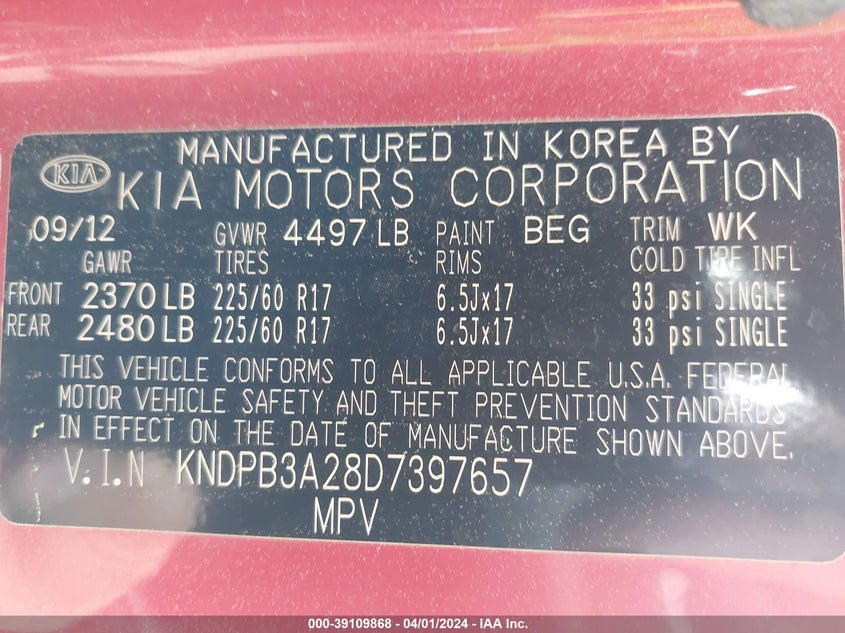 MANUFACTURED IN KOREA BY
KIA KIA MOTORS CORPORATION
09/12 GVWR 4497 LB PAINT BEG TRIM WK
GAWR TIRES RIMS COLD TIRE INFL
FRONT 2370 LB 225/60 R17 6.5Jx17 33 psi SINGLE
REAR 2480 LB 225/60 R17 6.5Jx17 33 psi SINGLE
THIS VEHICLE CONFORMS TO ALL APPLICABLE U.S.A. FEDERAL
MOTOR VEHICLE SAFETY AND THEFT PREVENTION STANDARDS
IN EFFECT ON THE DATE OF MANUFACTURE SHOWN ABOVE.
V.I.N KNDPB3A28D7397657
MPV
000-39109868 - 04/01/2024 - IAA Inc.